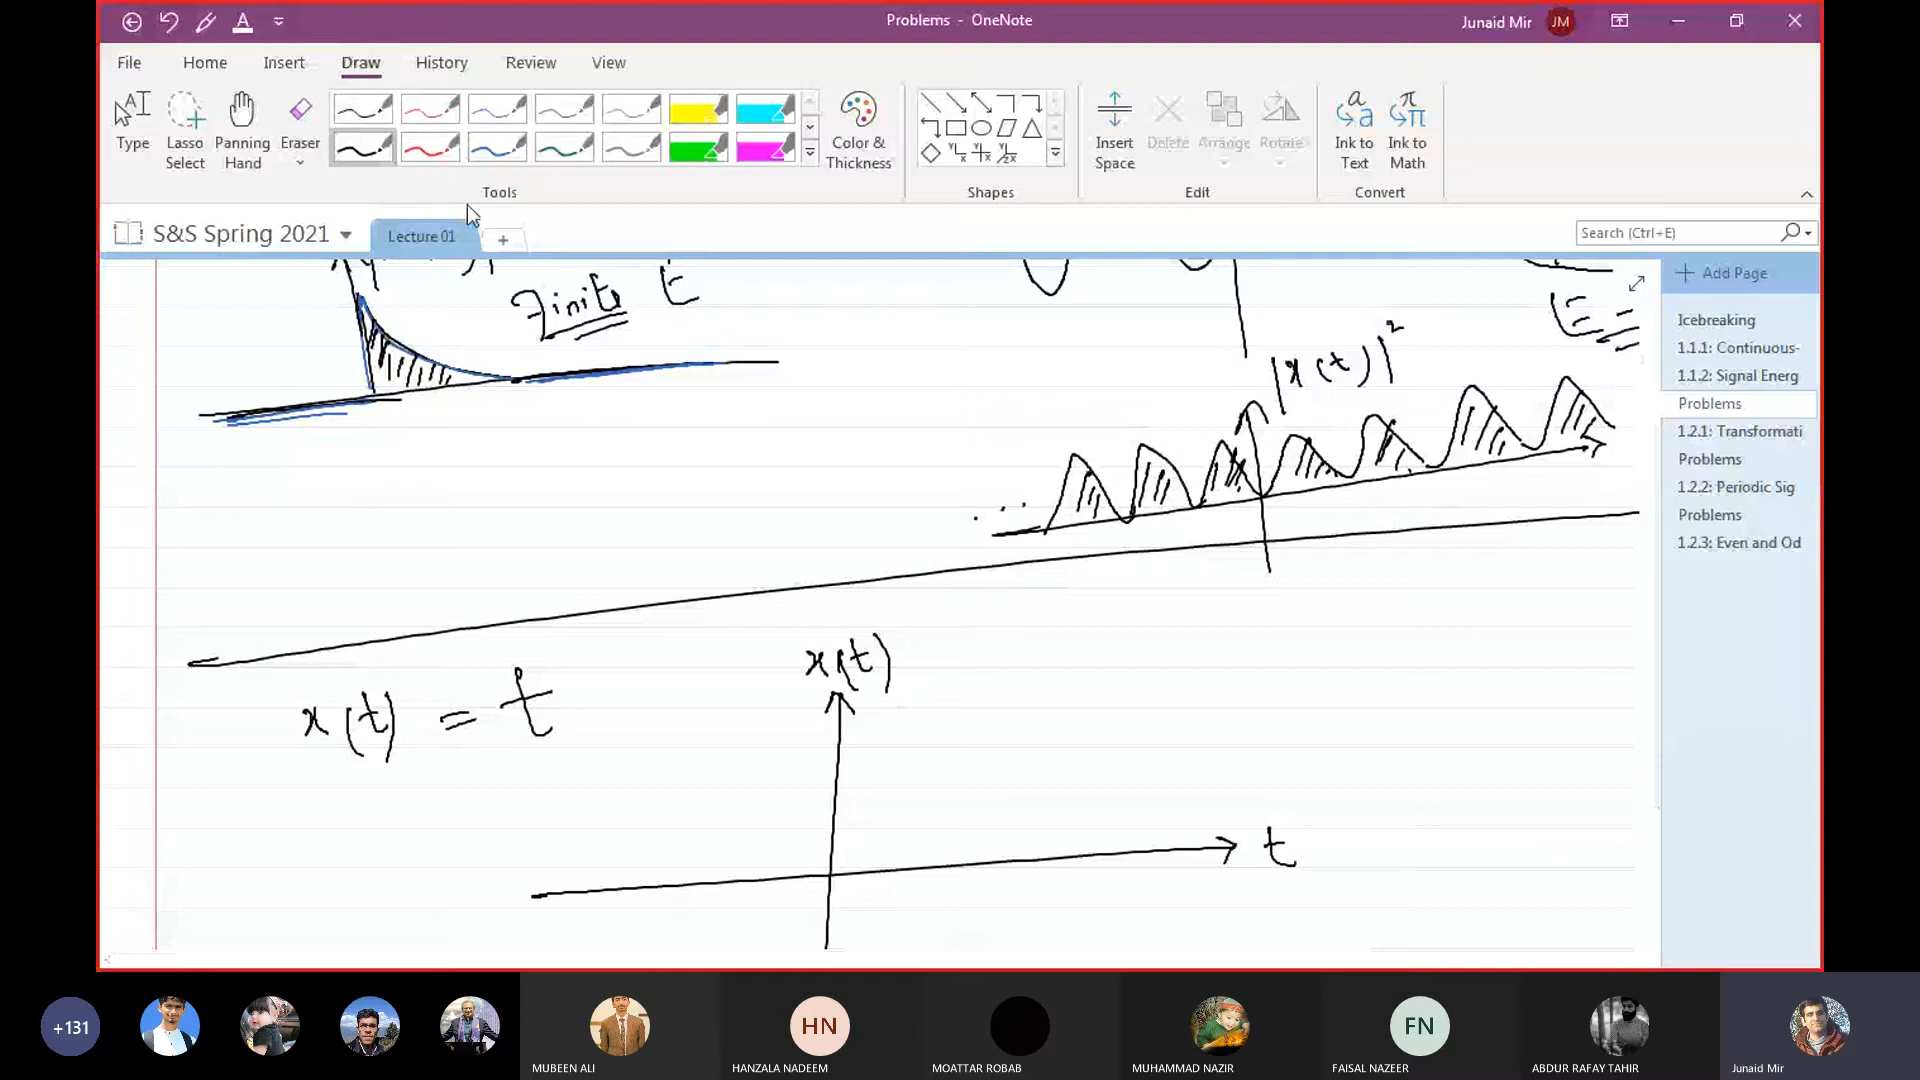 Problems - OneNote
Junaid Mir
JM
File Home Insert Draw History Review View
Type
Lasso Select
Panning Hand
Eraser
Color & Thickness
Insert Space
Delete
Arrange
Rotate
Ink to Text
Ink to Math
Tools
Shapes
Edit
Convert
S&S Spring 2021
Lecture 01
Search (Ctrl+E)
Add Page
Icebreaking
1.1.1: Continuous-
1.1.2: Signal Energ
Problems
1.2.1: Transformati
Problems
1.2.2: Periodic Sig
Problems
1.2.3: Even and Od
Finite E
E =
|x(t)|²
x(t) = t
x(t)
t
+131
MUBEEN ALI
HN
HANZALA NADEEM
MOATTAR ROBAB
MUHAMMAD NAZIR
FN
FAISAL NAZEER
ABDUR RAFAY TAHIR
Junaid Mir